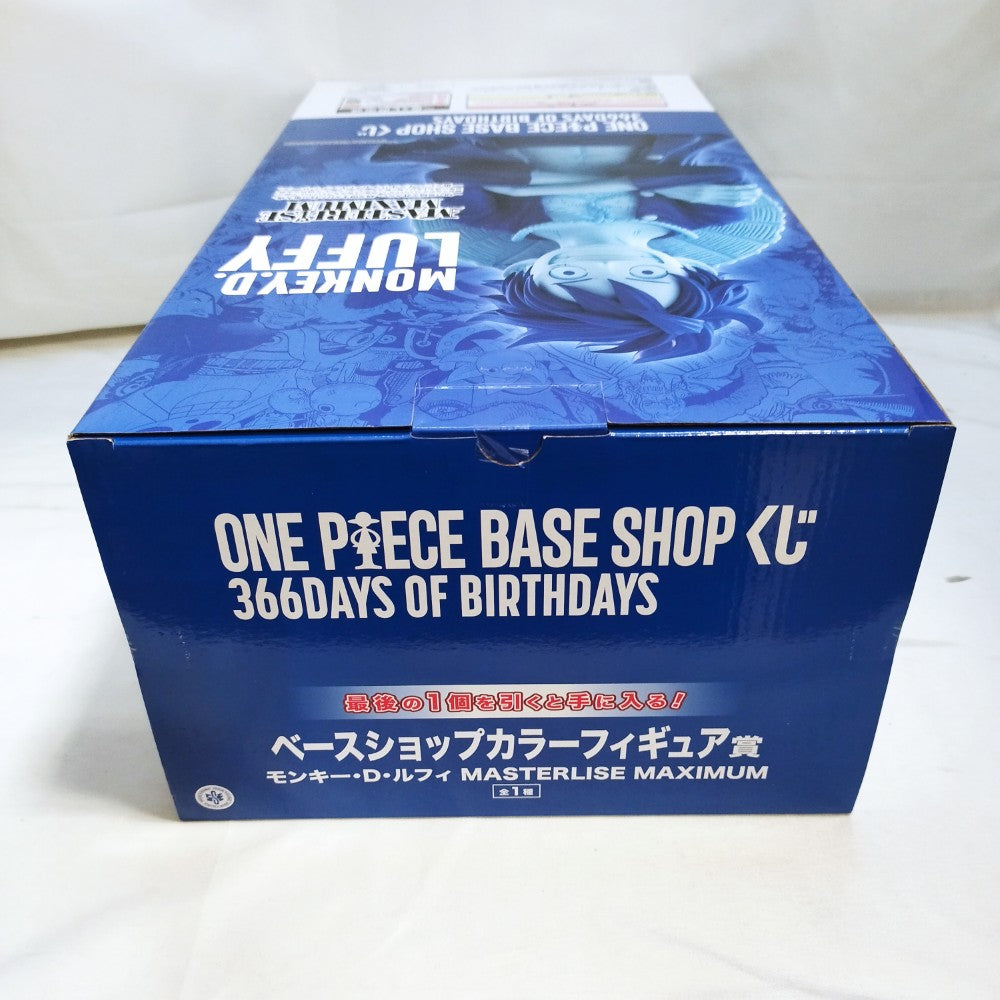 ONE PIECE BASE SHOP くじ
366DAYS OF BIRTHDAYS
MASTERLISE
MAXIMUM
MONKEY.D.
LUFFY
ONE PIECE BASE SHOP くじ
366DAYS OF BIRTHDAYS
最後の1個を引くと手に入る!
ベースショップカラーフィギュア賞
モンキー・D・ルフィ MASTERLISE MAXIMUM
全1種